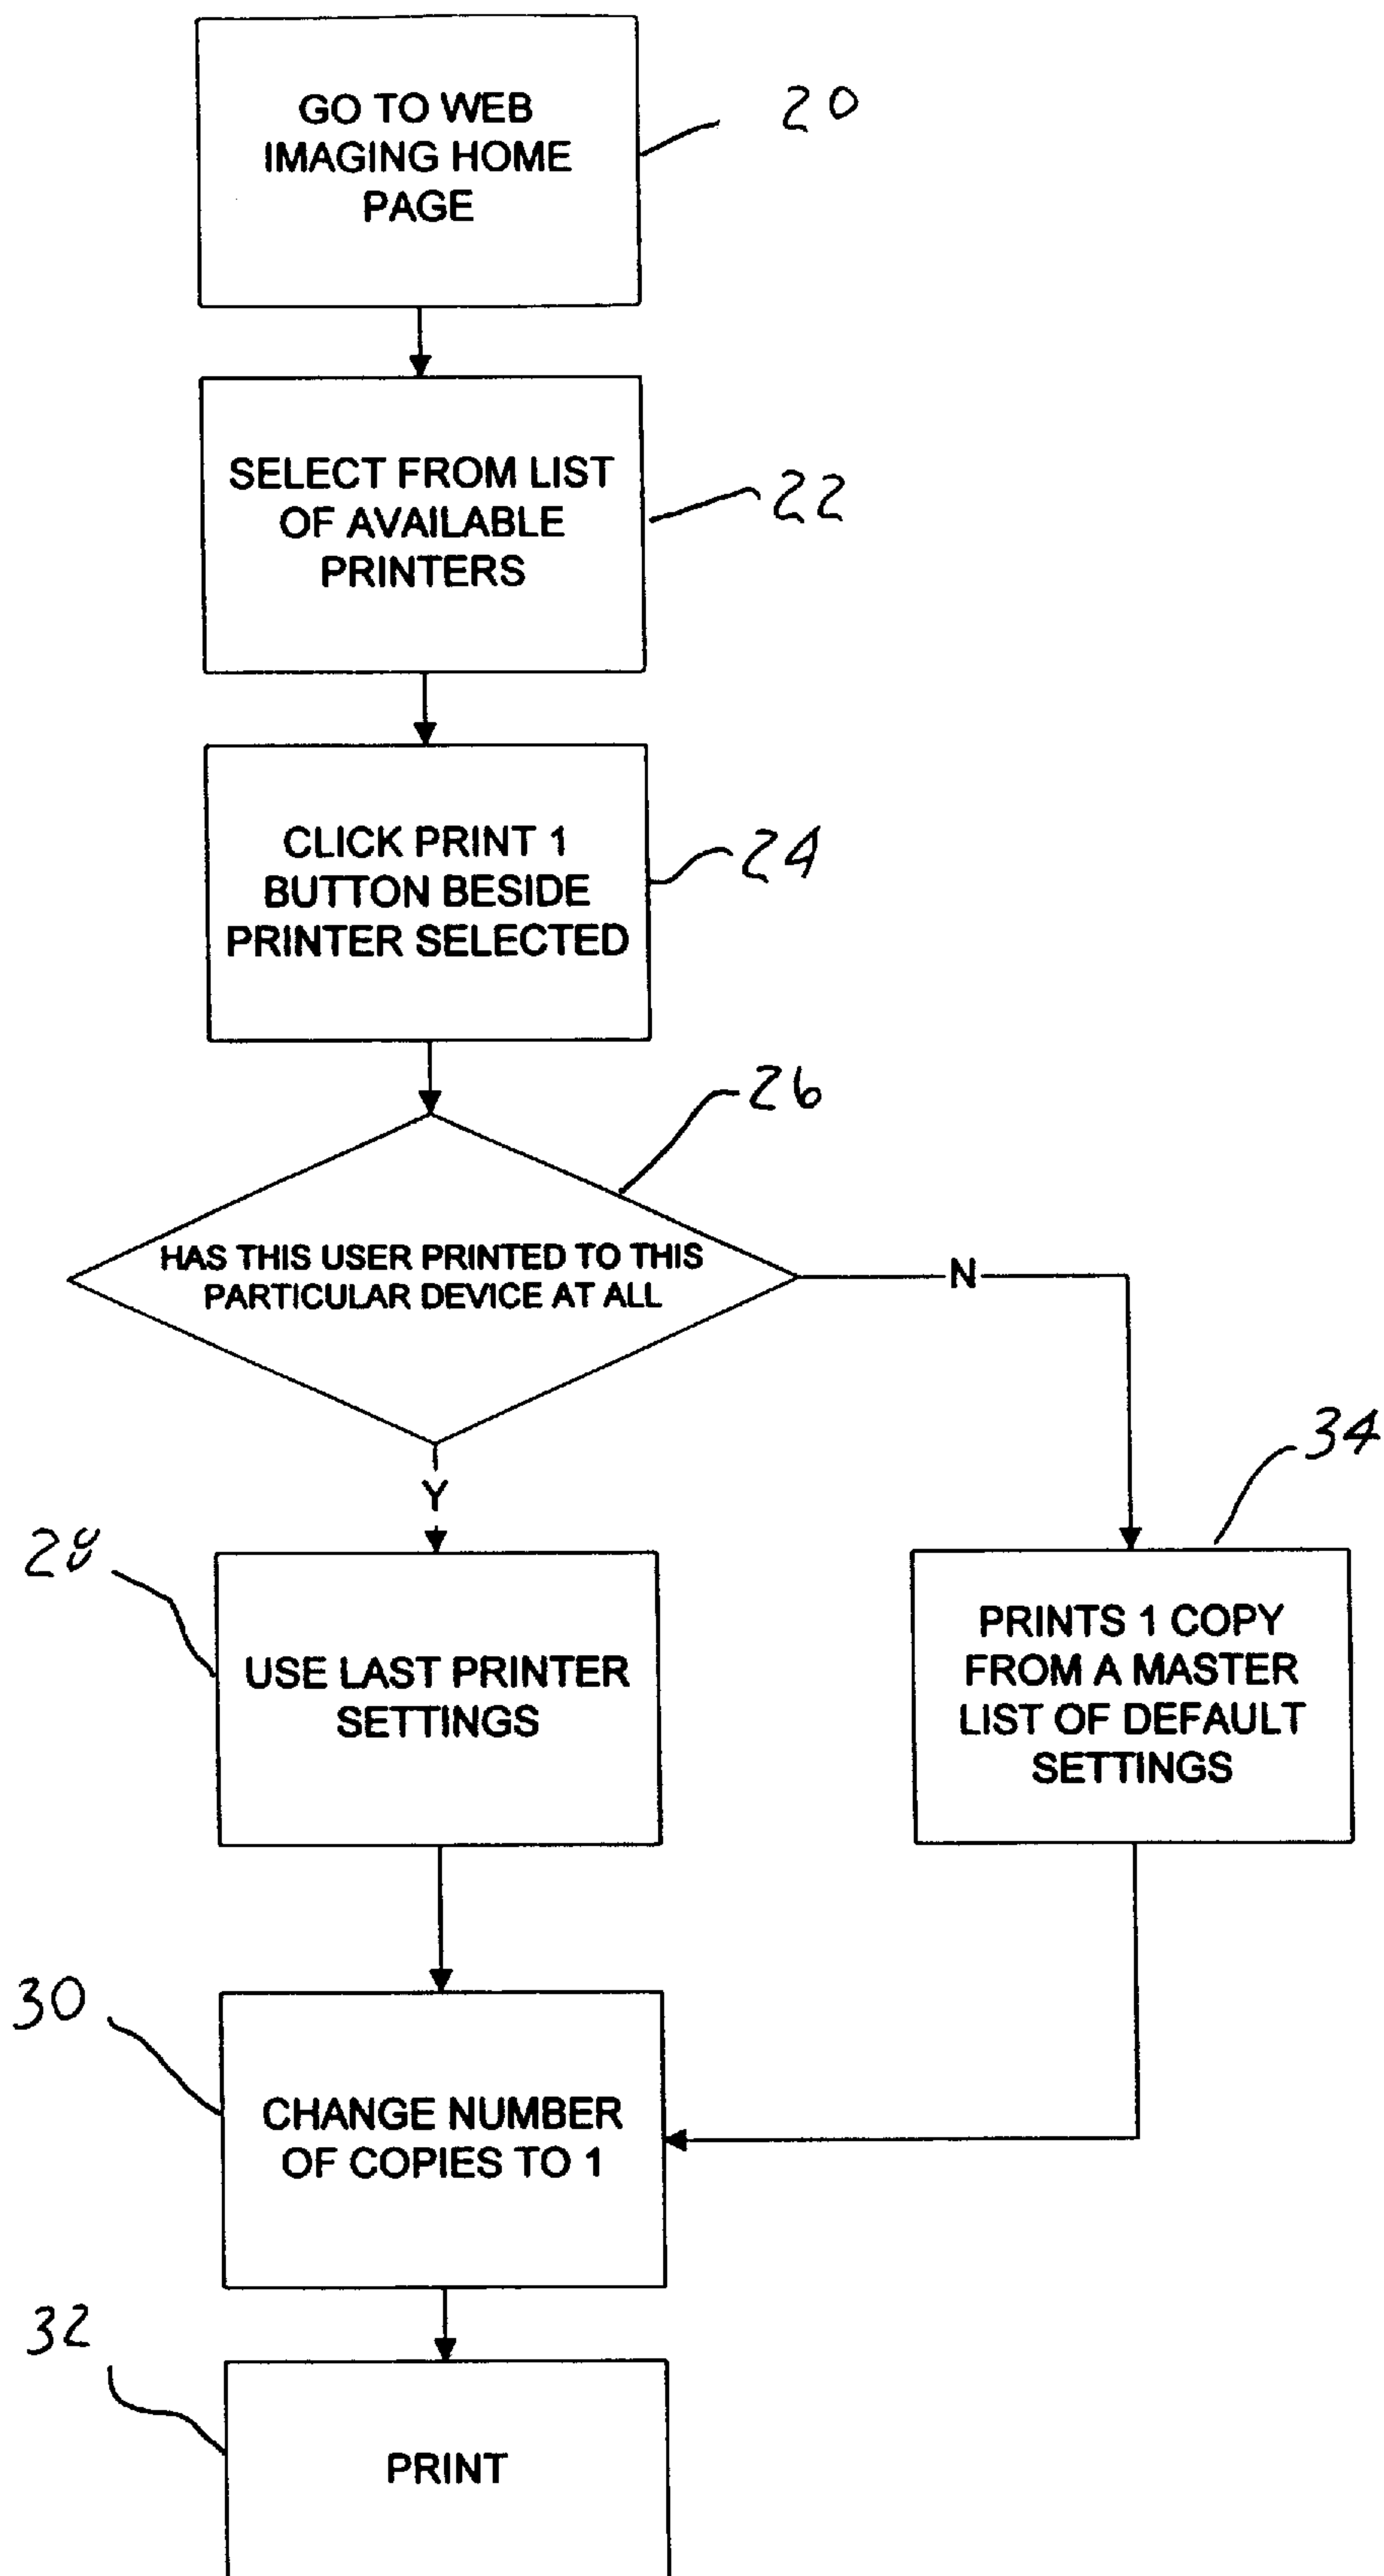 GO TO WEB
IMAGING HOME
PAGE
20
SELECT FROM LIST
OF AVAILABLE
PRINTERS
22
CLICK PRINT 1
BUTTON BESIDE
PRINTER SELECTED
24
26
HAS THIS USER PRINTED TO THIS
PARTICULAR DEVICE AT ALL
N
Y
28
USE LAST PRINTER
SETTINGS
34
PRINTS 1 COPY
FROM A MASTER
LIST OF DEFAULT
SETTINGS
30
CHANGE NUMBER
OF COPIES TO 1
32
PRINT